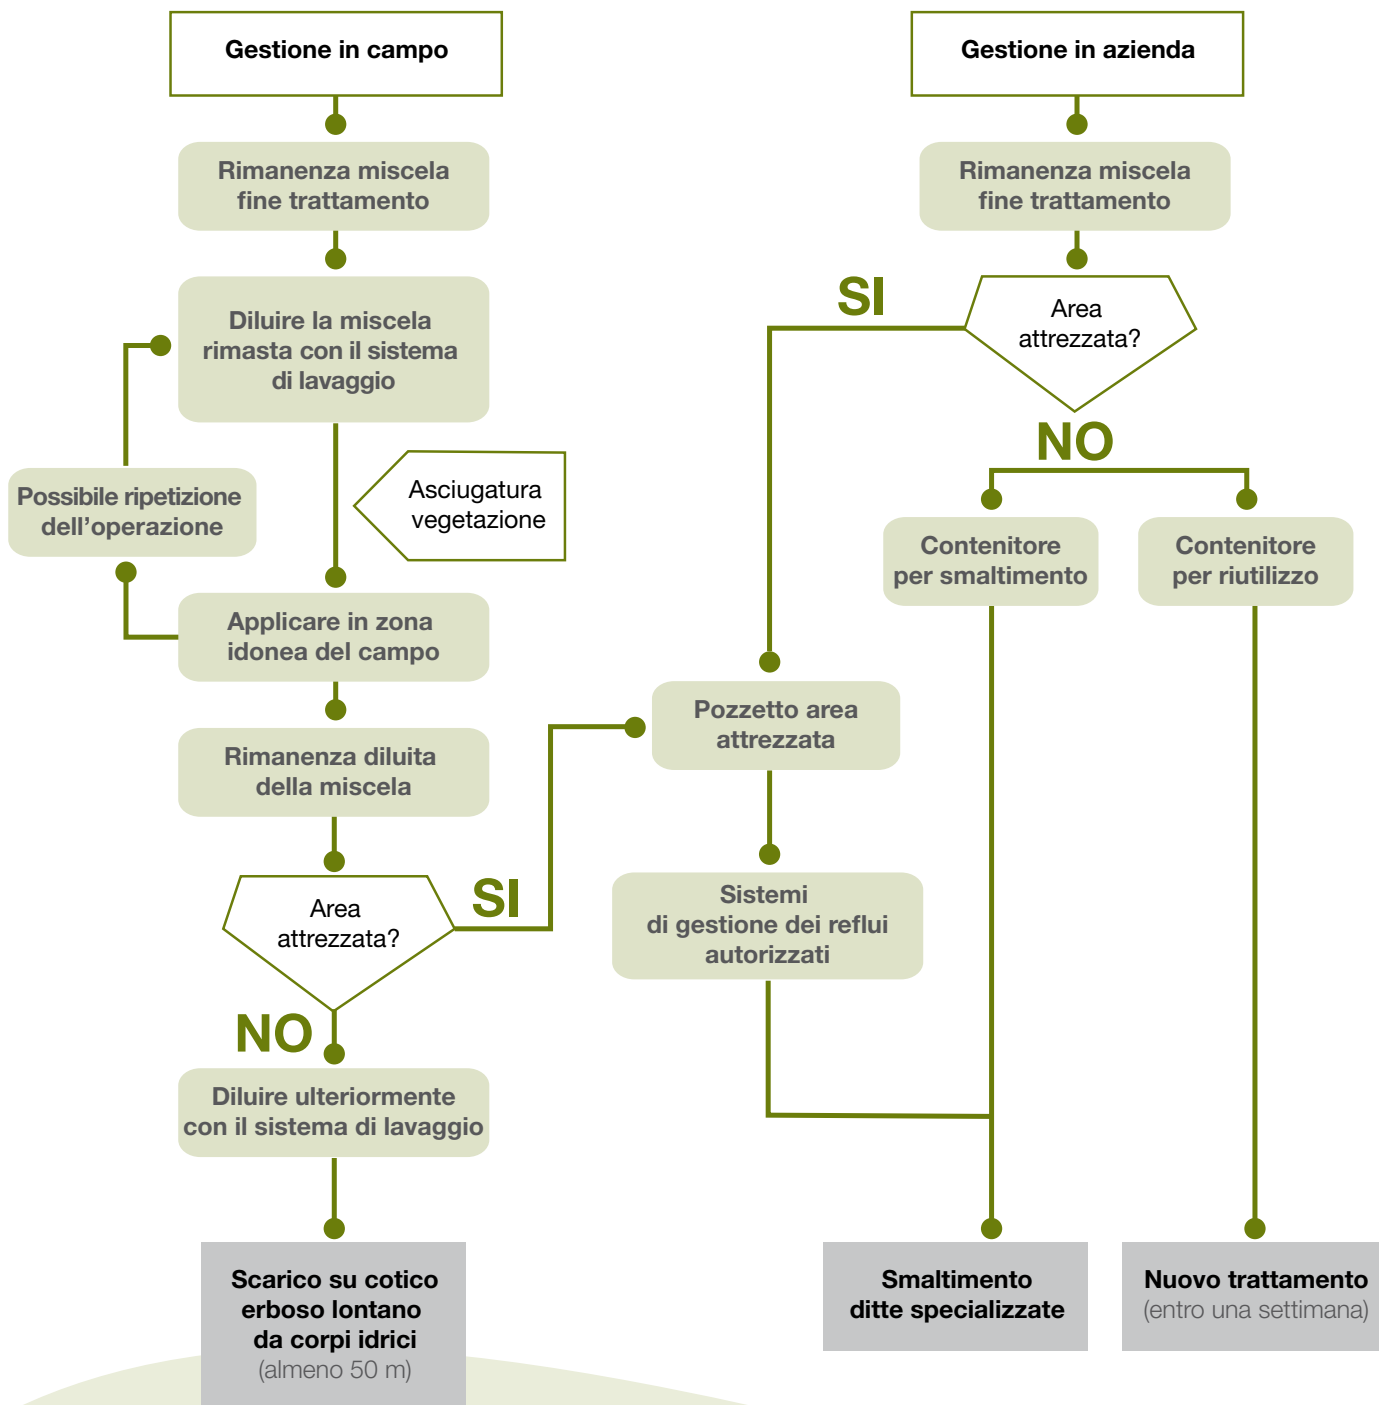 Gestione in campo
Rimanenza miscela
fine trattamento
Diluire la miscela
rimasta con il sistema
di lavaggio
Asciugatura
vegetazione
Possibile ripetizione
dell’operazione
Applicare in zona
idonea del campo
Rimanenza diluita
della miscela
Area
attrezzata?
SI
NO
Diluire ulteriormente
con il sistema di lavaggio
Scarico su cotico
erboso lontano
da corpi idrici
(almeno 50 m)
Gestione in azienda
Rimanenza miscela
fine trattamento
Area
attrezzata?
SI
NO
Pozzetto area
attrezzata
Sistemi
di gestione dei reflui
autorizzati
Contenitore
per smaltimento
Contenitore
per riutilizzo
Smaltimento
ditte specializzate
Nuovo trattamento
(entro una settimana)